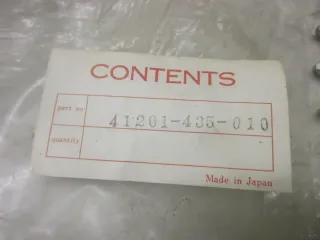 CONTENTS
part no 41201-435-010
quantity
Made in Japan